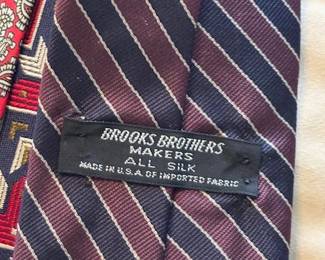 BROOKS BROTHERS
MAKERS
ALL SILK
MADE IN U.S.A. OF IMPORTED FABRIC